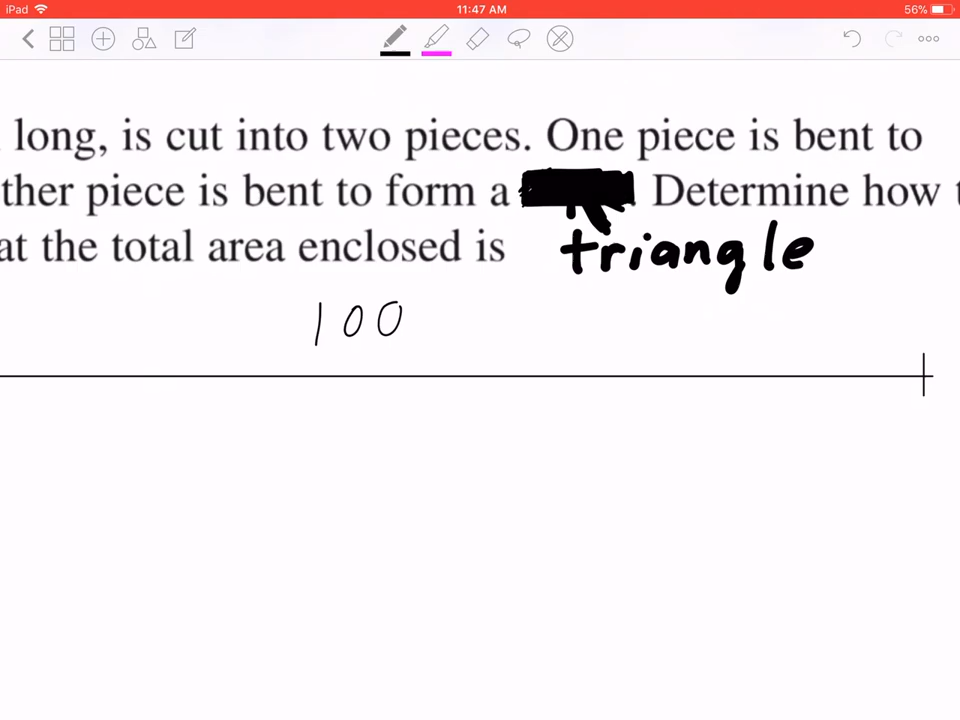 iPad 11:47 AM 56%
long, is cut into two pieces. One piece is bent to
ther piece is bent to form a . Determine how t
at the total area enclosed is triangle
100